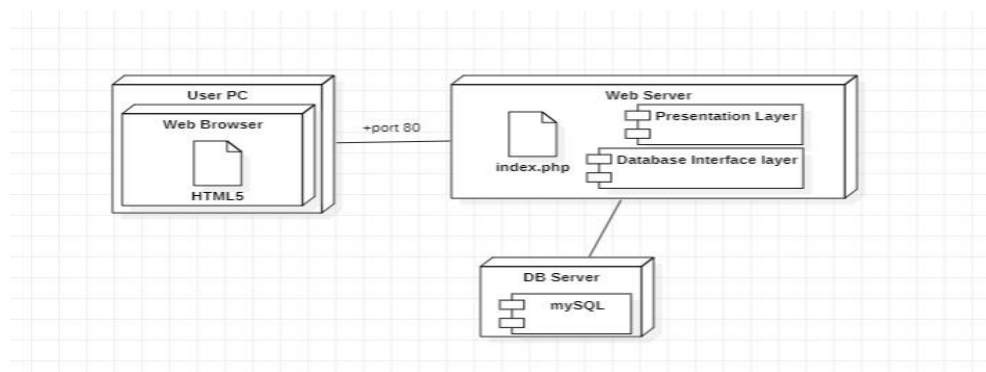 User PC
Web Browser
HTML5
+port 80
Web Server
index.php
Presentation Layer
Database Interface layer
DB Server
mySQL